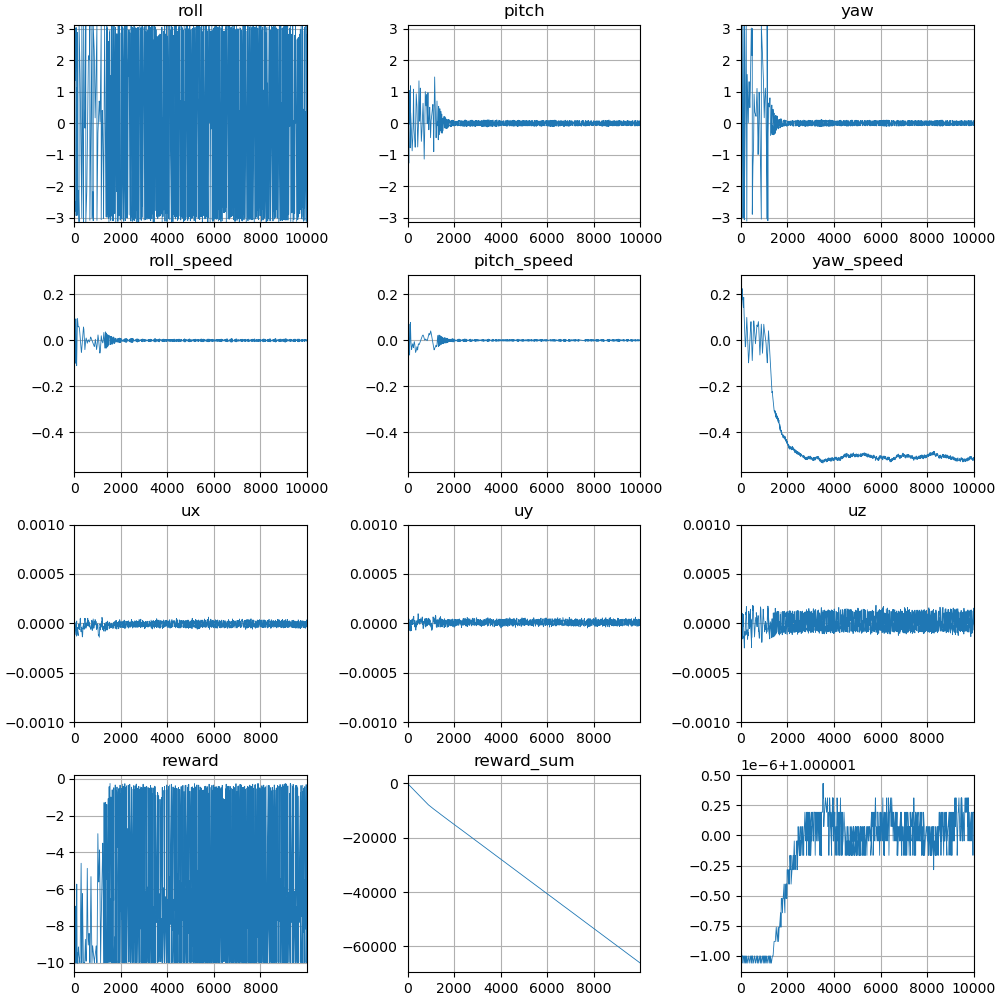 roll pitch yaw
3 3 3
2 2 2
1 1 1
0 0 0
−1 −1 −1
−2 −2 −2
−3 −3 −3
0 2000 4000 6000 8000 10000 0 2000 4000 6000 8000 10000 0 2000 4000 6000 8000 10000
roll_speed pitch_speed yaw_speed
0.2 0.2 0.2
0.0 0.0 0.0
−0.2 −0.2 −0.2
−0.4 −0.4 −0.4
0 2000 4000 6000 8000 10000 0 2000 4000 6000 8000 10000 0 2000 4000 6000 8000 10000
ux uy uz
0.0010 0.0010 0.0010
0.0005 0.0005 0.0005
0.0000 0.0000 0.0000
−0.0005 −0.0005 −0.0005
−0.0010 −0.0010 −0.0010
0 2000 4000 6000 8000 0 2000 4000 6000 8000 0 2000 4000 6000 8000
reward reward_sum 1e−6+1.000001
0 0 0.50
−2 −20000 0.25
−4 −40000 0.00
−6 −60000 −0.25
−8 −0.50
−10 −0.75
−1.00
0 2000 4000 6000 8000 0 2000 4000 6000 8000 0 2000 4000 6000 8000 10000